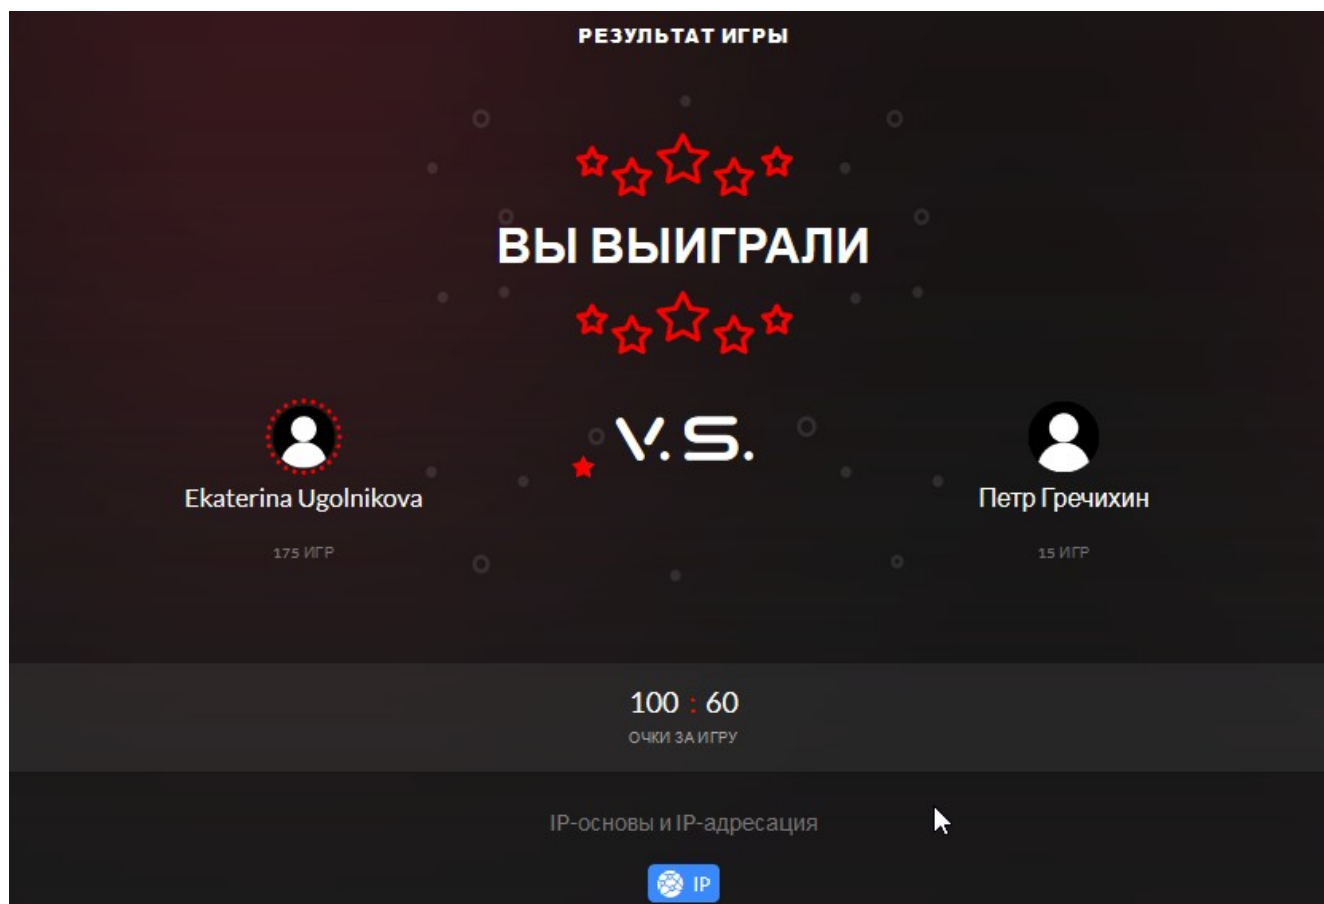 РЕЗУЛЬТАТ ИГРЫ
ВЫ ВЫИГРАЛИ
V.S.
Ekaterina Ugolnikova
Петр Гречихин
175 ИГР
15 ИГР
100 : 60
ОЧКИ ЗА ИГРУ
IP-основы и IP-адресация
IP